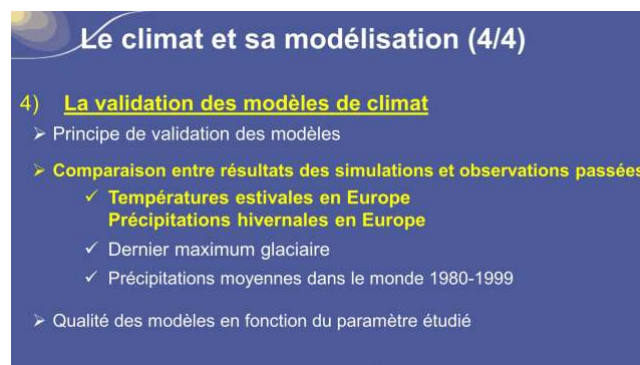 Le climat et sa modélisation (4/4)
4) La validation des modèles de climat
➢ Principe de validation des modèles
➢ Comparaison entre résultats des simulations et observations passées
✓ Températures estivales en Europe
Précipitations hivernales en Europe
✓ Dernier maximum glaciaire
✓ Précipitations moyennes dans le monde 1980-1999
➢ Qualité des modèles en fonction du paramètre étudié